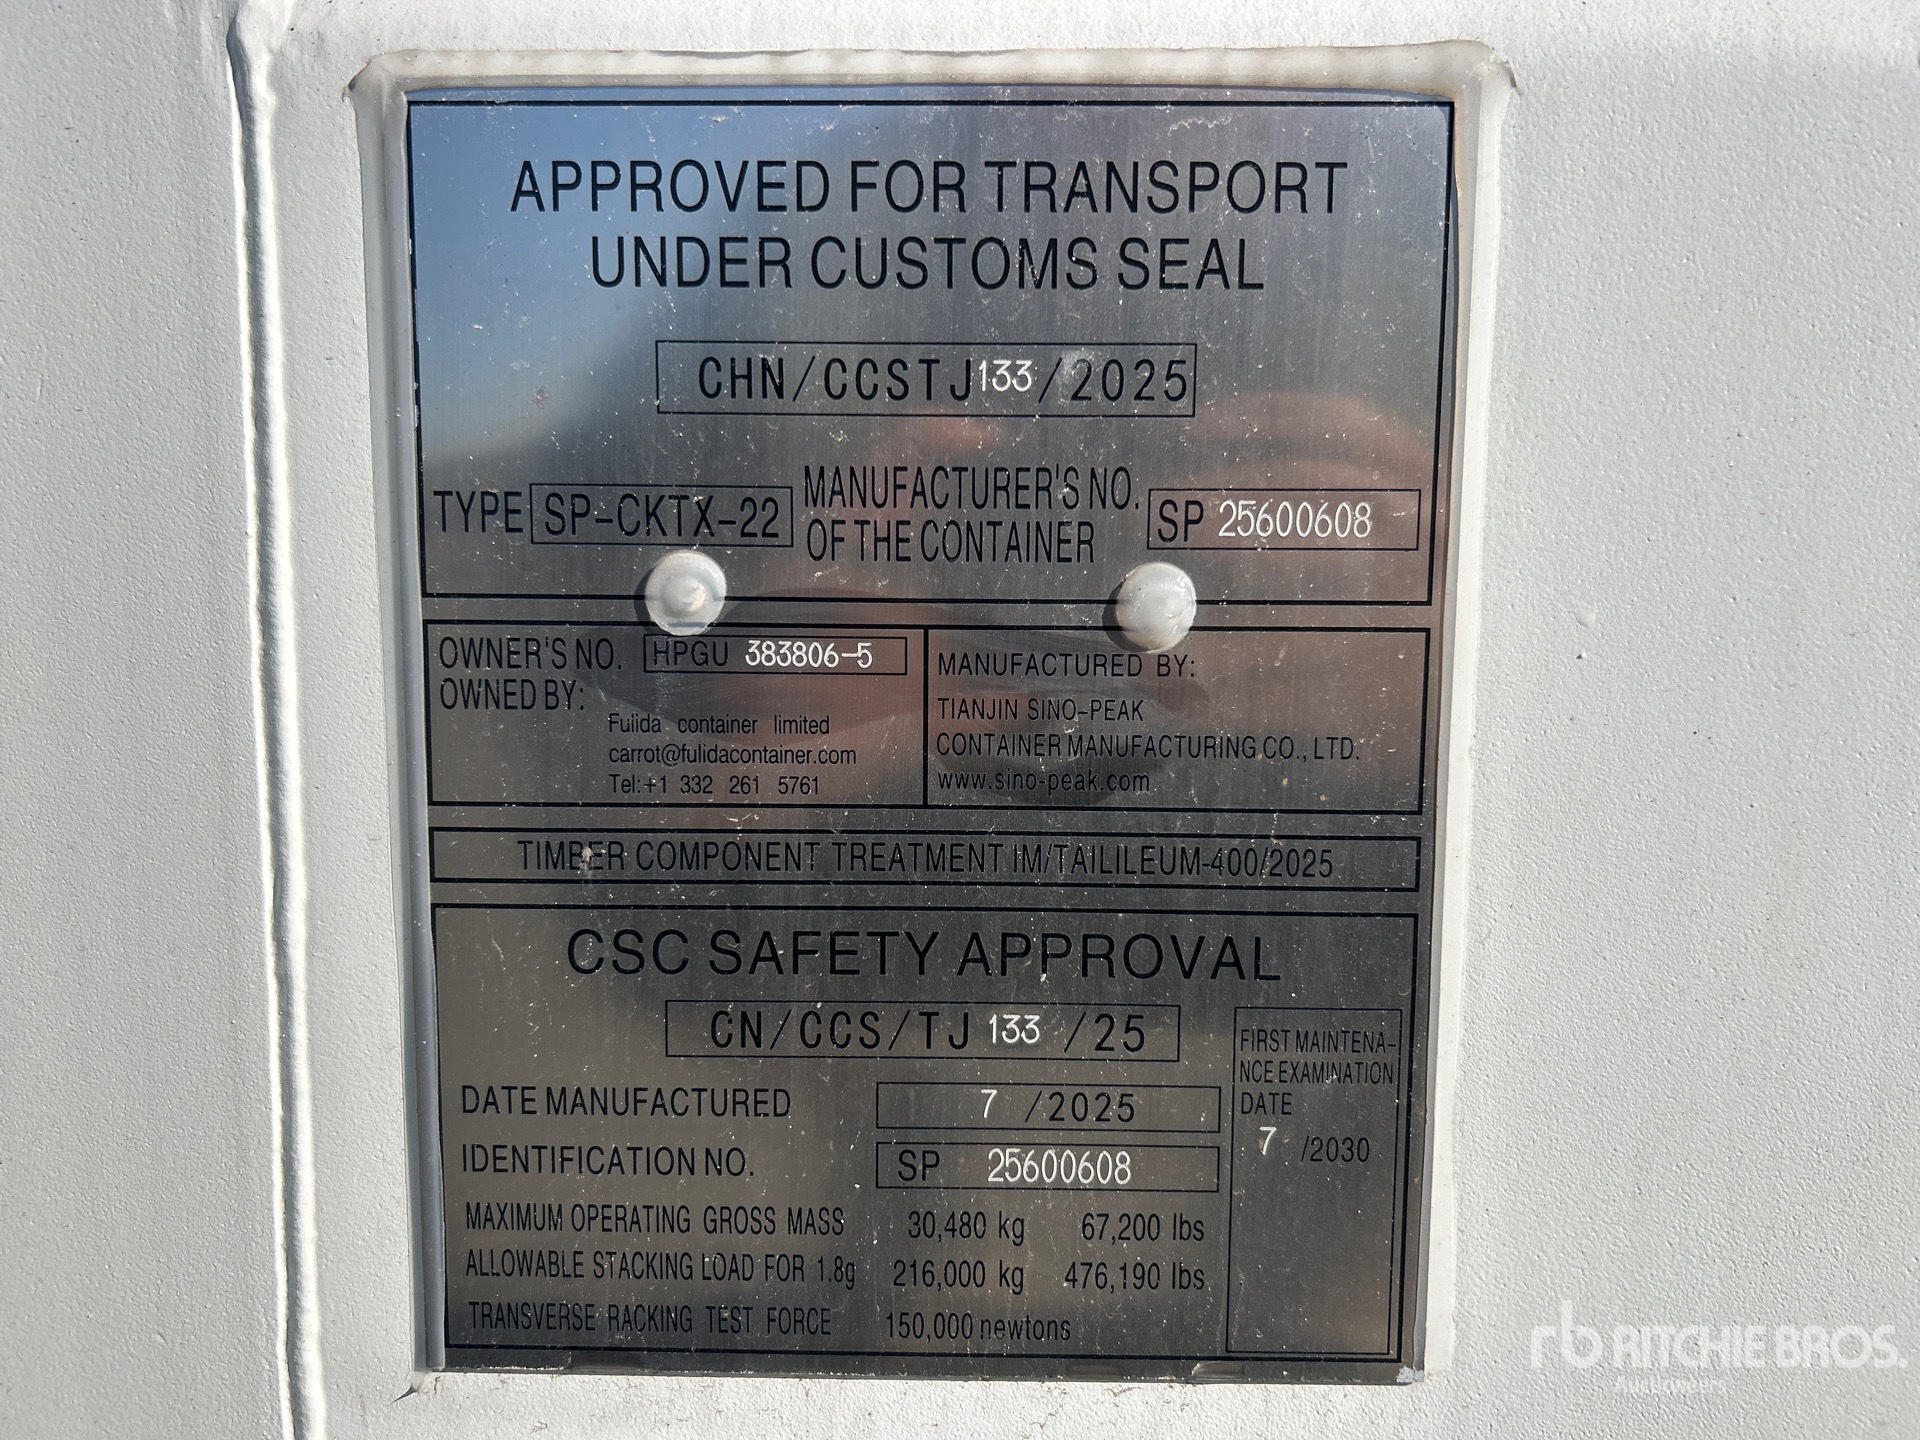 APPROVED FOR TRANSPORT
UNDER CUSTOMS SEAL
CHN/CCSTJ133/2025
TYPE SP-CKTX-22 MANUFACTURER'S NO. OF THE CONTAINER SP 25600608
OWNER'S NO. HPGU 383806-5
OWNED BY:
Fulida container limited
carrot@fulidacontainer.com
Tel:+1 332 261 5761
MANUFACTURED BY:
TIANJIN SINO-PEAK
CONTAINER MANUFACTURING CO., LTD.
www.sino-peak.com
TIMBER COMPONENT TREATMENT IM/TAILILEUM-400/2025
CSC SAFETY APPROVAL
CN/CCS/TJ 133 /25
DATE MANUFACTURED 7 /2025
IDENTIFICATION NO. SP 25600608
MAXIMUM OPERATING GROSS MASS 30,480 kg 67,200 lbs
ALLOWABLE STACKING LOAD FOR 1.8g 216,000 kg 476,190 lbs
TRANSVERSE RACKING TEST FORCE 150,000 newtons
FIRST MAINTENA-
NCE EXAMINATION
DATE
7 /2030
rb RITCHIE BROS.
Auctioneers